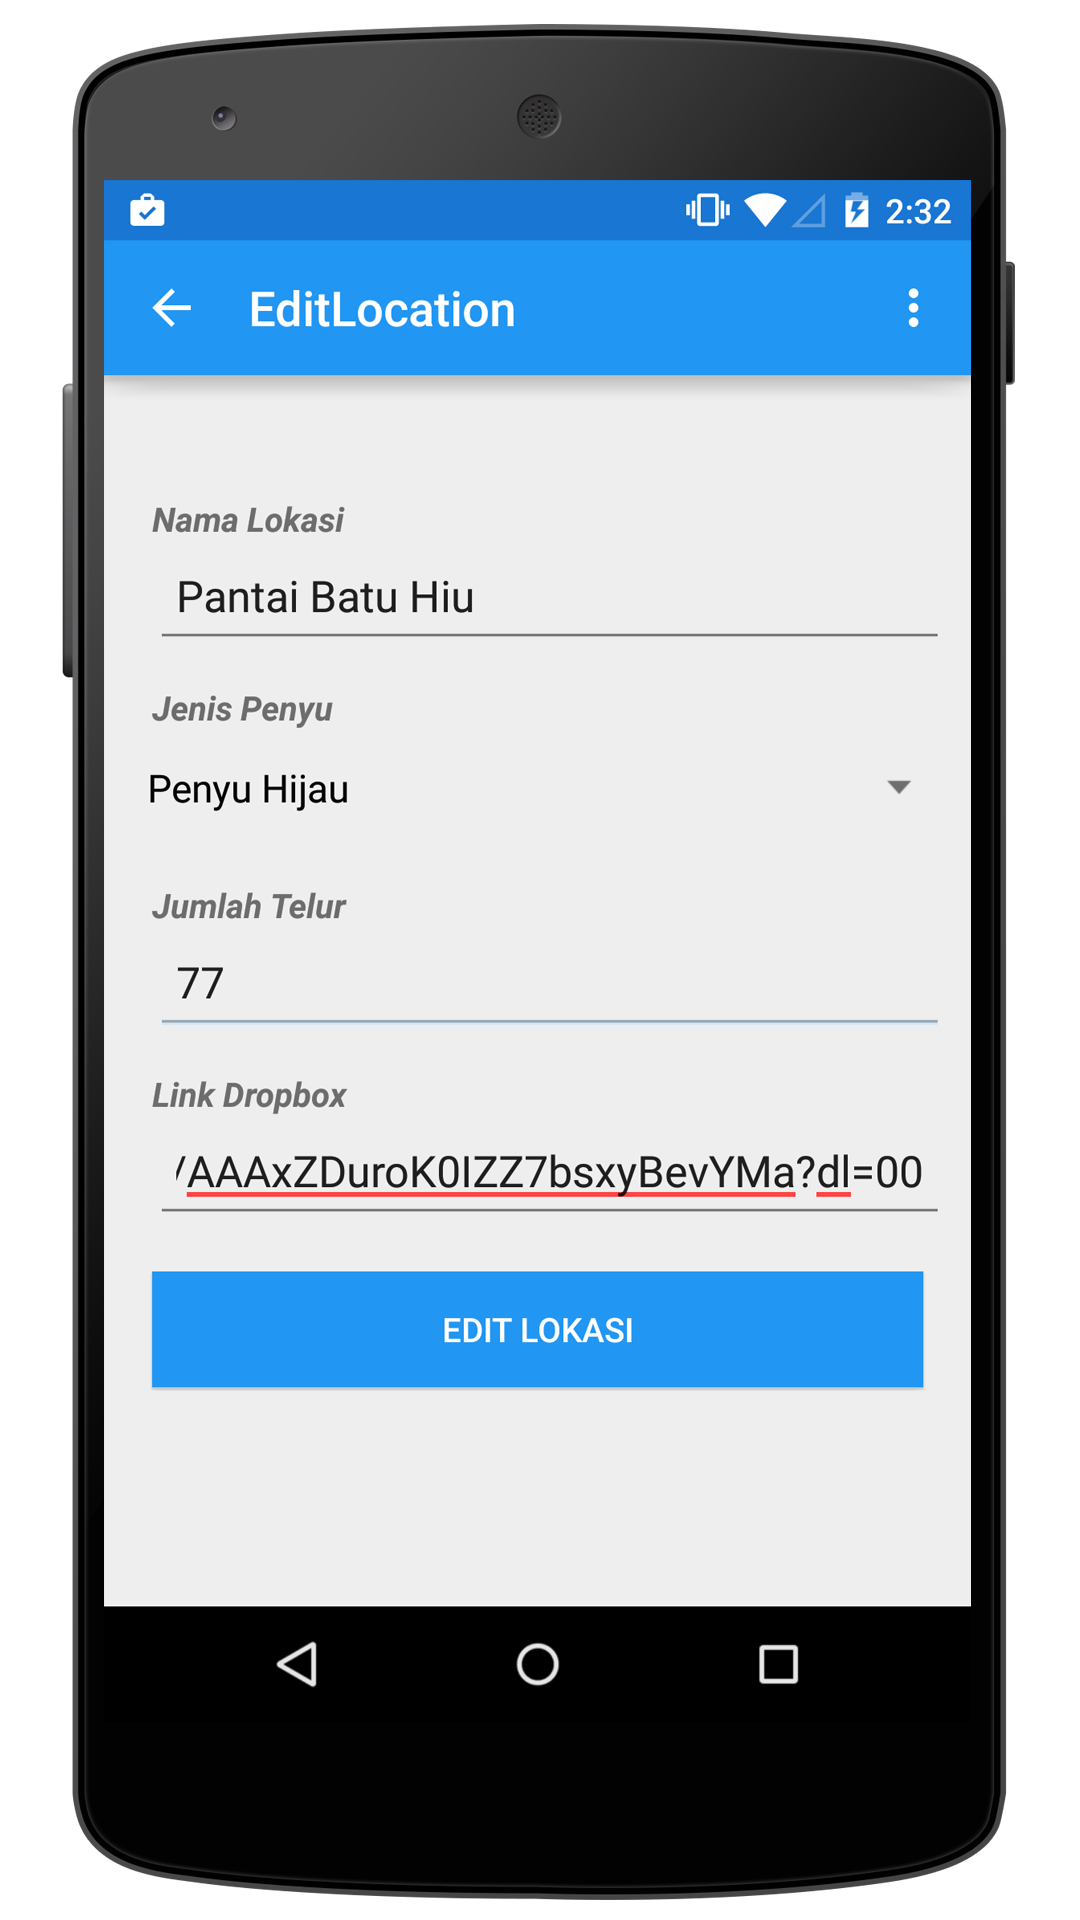 2:32
EditLocation
Nama Lokasi
Pantai Batu Hiu
Jenis Penyu
Penyu Hijau
Jumlah Telur
77
Link Dropbox
/AAAxZDuroK0IZZ7bsxyBevYMa?dl=00
EDIT LOKASI